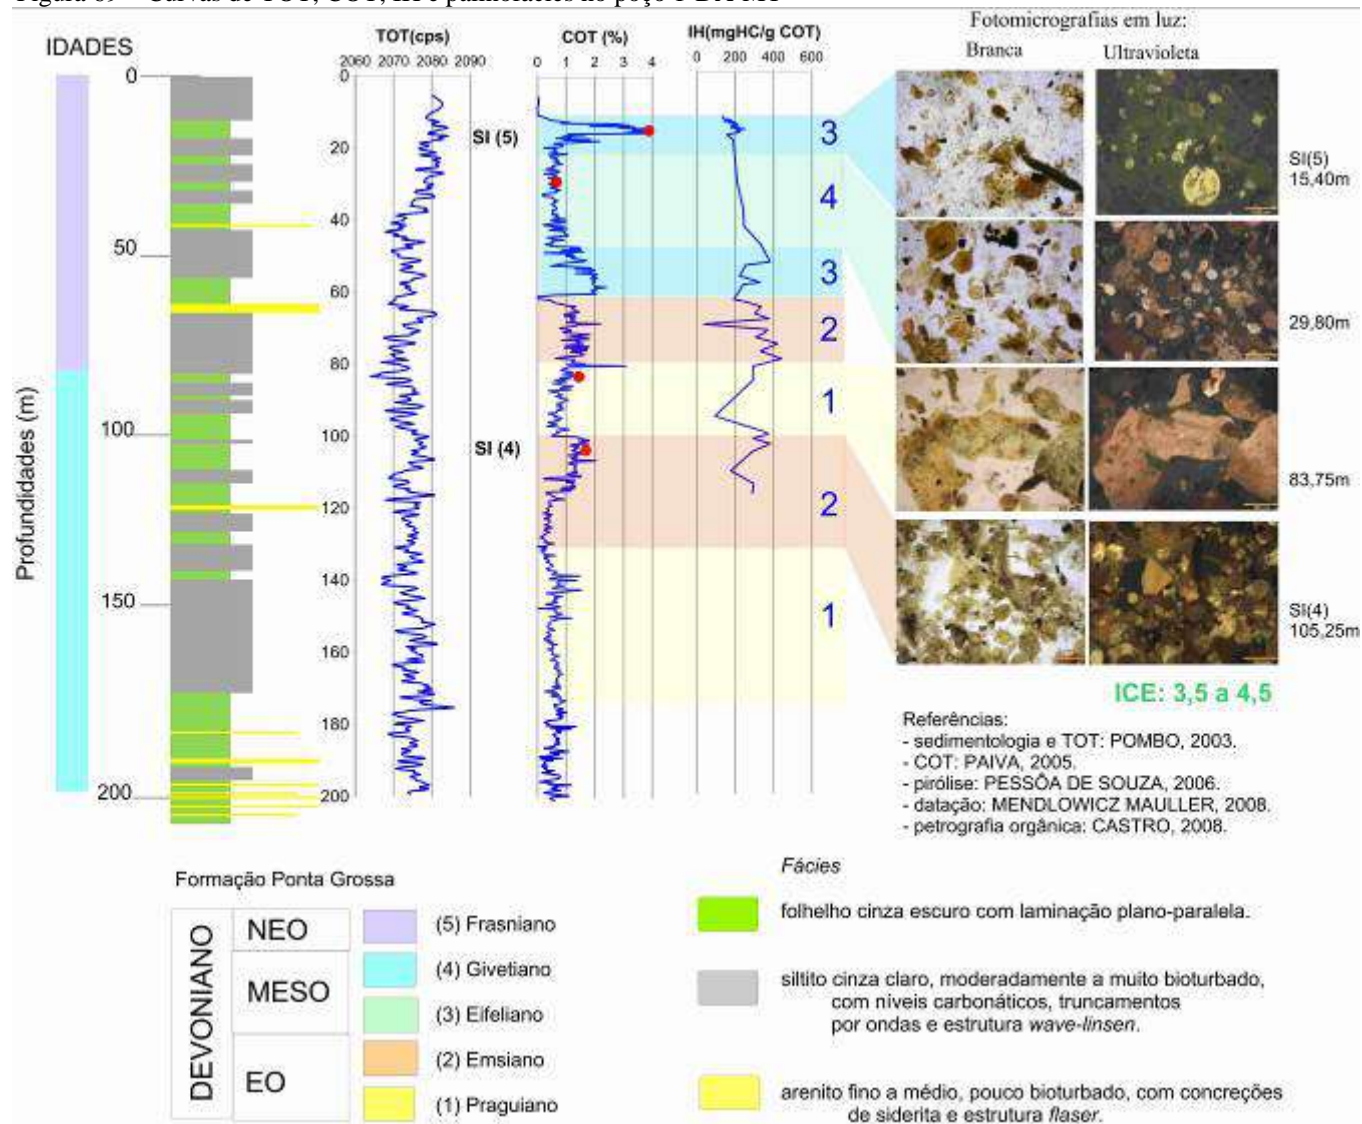 IDADES
Profundidades (m)
0
50
100
150
200
TOT(cps)
2060 2070 2080 2090
0
20
40
60
80
100
120
140
160
180
200
SI (5)
SI (4)
COT (%)
0 1 2 3 4
IH(mgHC/g COT)
0 200 400 600
3
4
3
2
1
2
1
Fotomicrografias em luz:
Branca Ultravioleta
SI(5)
15,40m
29,80m
83,75m
SI(4)
105,25m
ICE: 3,5 a 4,5
Referências:
- sedimentologia e TOT: POMBO, 2003.
- COT: PAIVA, 2005.
- pirólise: PESSÔA DE SOUZA, 2006.
- datação: MENDLOWICZ MAULLER, 2008.
- petrografia orgânica: CASTRO, 2008.
Formação Ponta Grossa
DEVONIANO
NEO
MESO
EO
(5) Frasniano
(4) Givetiano
(3) Eifeliano
(2) Emsiano
(1) Praguiano
Fácies
folhelho cinza escuro com laminação plano-paralela.
siltito cinza claro, moderadamente a muito bioturbado,
com níveis carbonáticos, truncamentos
por ondas e estrutura wave-linsen.
arenito fino a médio, pouco bioturbado, com concreções
de siderita e estrutura flaser.